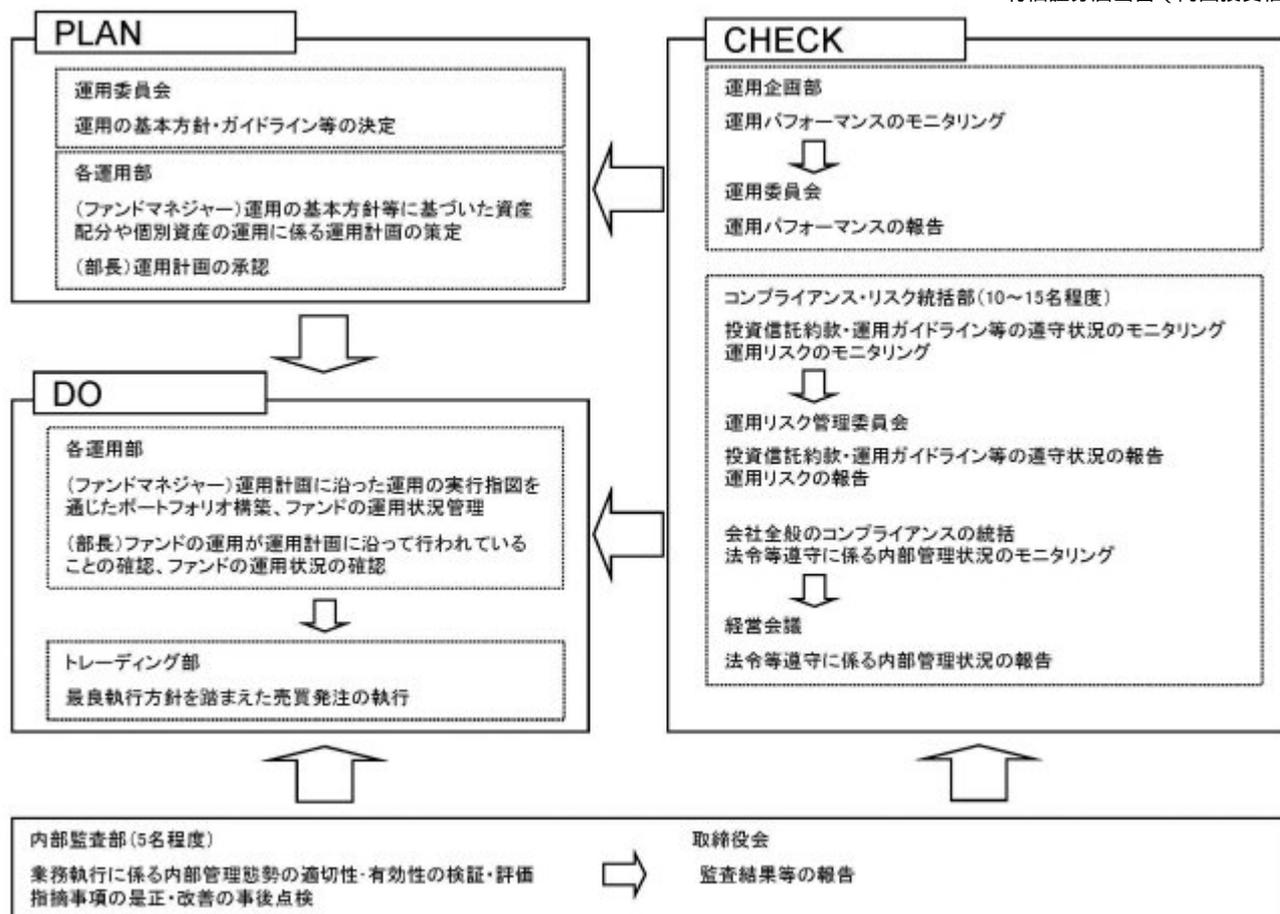 PLAN
運用委員会
運用の基本方針・ガイドライン等の決定
各運用部
(ファンドマネジャー)運用の基本方針等に基づいた資産
配分や個別資産の運用に係る運用計画の策定
(部長)運用計画の承認
DO
各運用部
(ファンドマネジャー)運用計画に沿った運用の実行指図を
通じたポートフォリオ構築、ファンドの運用状況管理
(部長)ファンドの運用が運用計画に沿って行われている
ことの確認、ファンドの運用状況の確認
トレーディング部
最良執行方針を踏まえた売買発注の執行
CHECK
運用企画部
運用パフォーマンスのモニタリング
運用委員会
運用パフォーマンスの報告
コンプライアンス・リスク統括部(10～15名程度)
投資信託約款・運用ガイドライン等の遵守状況のモニタリング
運用リスクのモニタリング
運用リスク管理委員会
投資信託約款・運用ガイドライン等の遵守状況の報告
運用リスクの報告
会社全般のコンプライアンスの統括
法令等遵守に係る内部管理状況のモニタリング
経営会議
法令等遵守に係る内部管理状況の報告
内部監査部(5名程度)
業務執行に係る内部管理態勢の適切性・有効性の検証・評価
指摘事項の是正・改善の事後点検
取締役会
監査結果等の報告